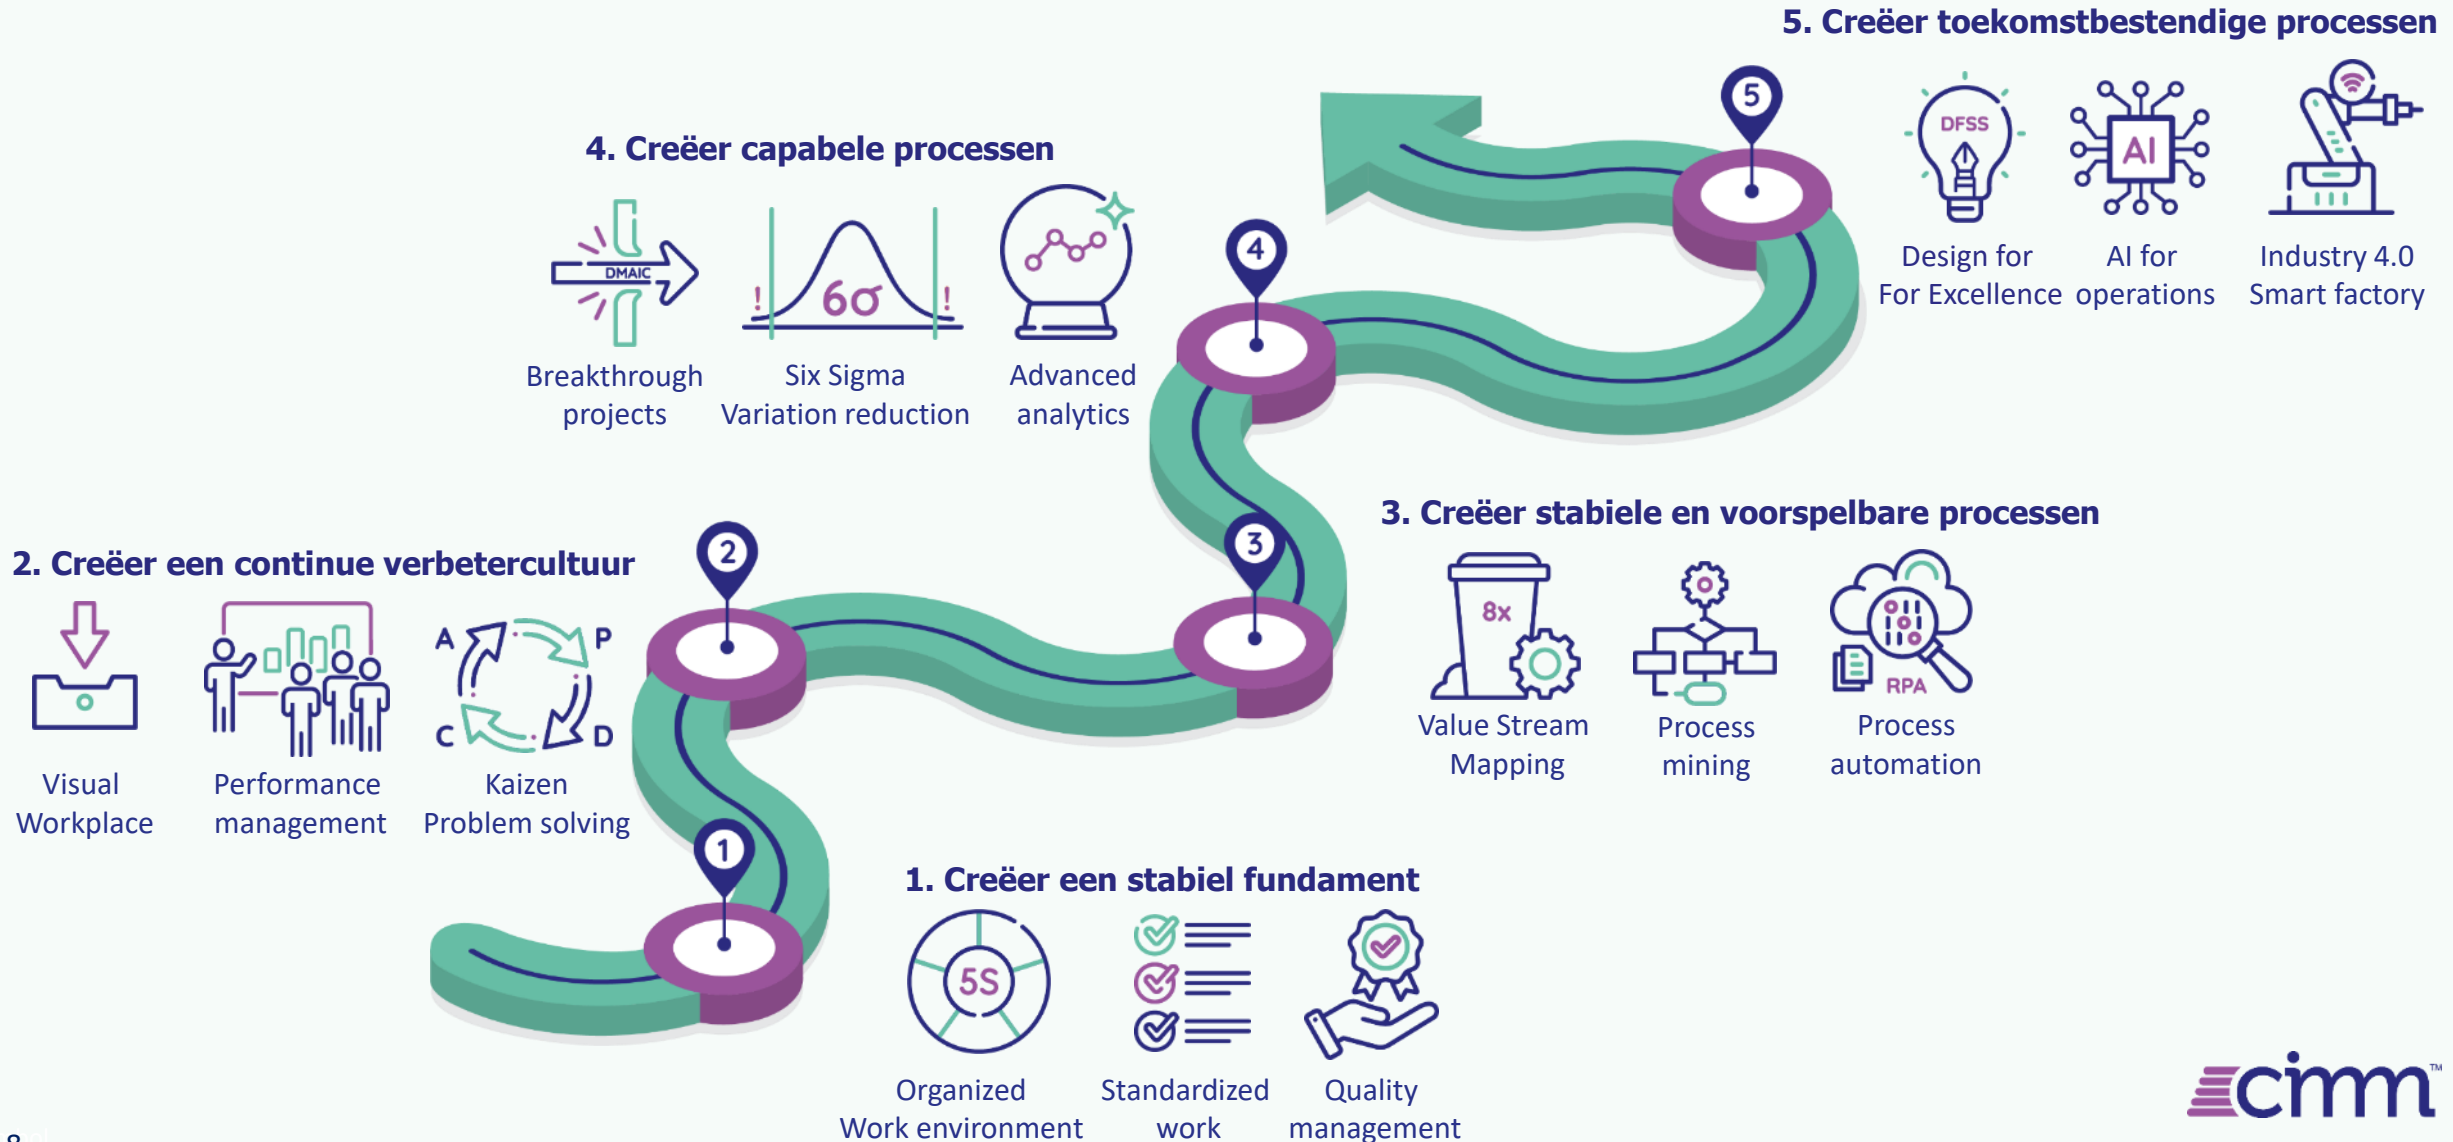 5. Creëer toekomstbestendige processen
5
DFSS
AI
Design for
For Excellence
AI for
operations
Industry 4.0
Smart factory
4. Creëer capabele processen
DMAIC
! 6σ !
Breakthrough
projects
Six Sigma
Variation reduction
Advanced
analytics
4
3. Creëer stabiele en voorspelbare processen
3
8x
RPA
Value Stream
Mapping
Process
mining
Process
automation
2. Creëer een continue verbetercultuur
2
A P
C D
Visual
Workplace
Performance
management
Kaizen
Problem solving
1
1. Creëer een stabiel fundament
5S
Organized
Work environment
Standardized
work
Quality
management
cimm™
8